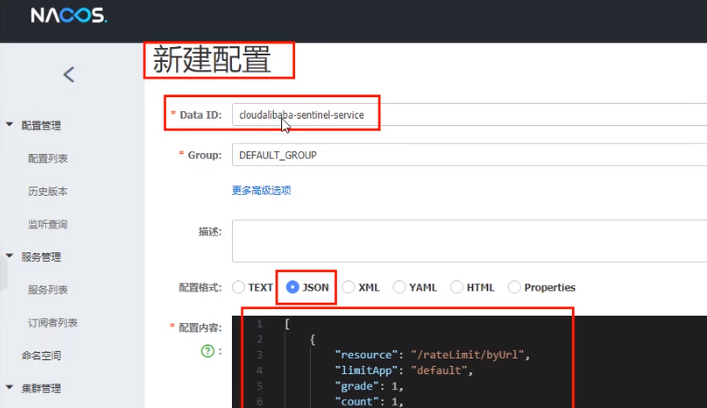 NACOS.
新建配置
* Data ID: cloudalibaba-sentinel-service
配置管理
* Group: DEFAULT_GROUP
配置列表
更多高级选项
历史版本
监听查询
描述:
服务管理
配置格式: TEXT JSON XML YAML HTML Properties
服务列表
订阅者列表
* 配置内容:
? :
命名空间
集群管理
1 [
2 {
3 "resource": "/rateLimit/byUrl",
4 "limitApp": "default",
5 "grade": 1,
6 "count": 1,